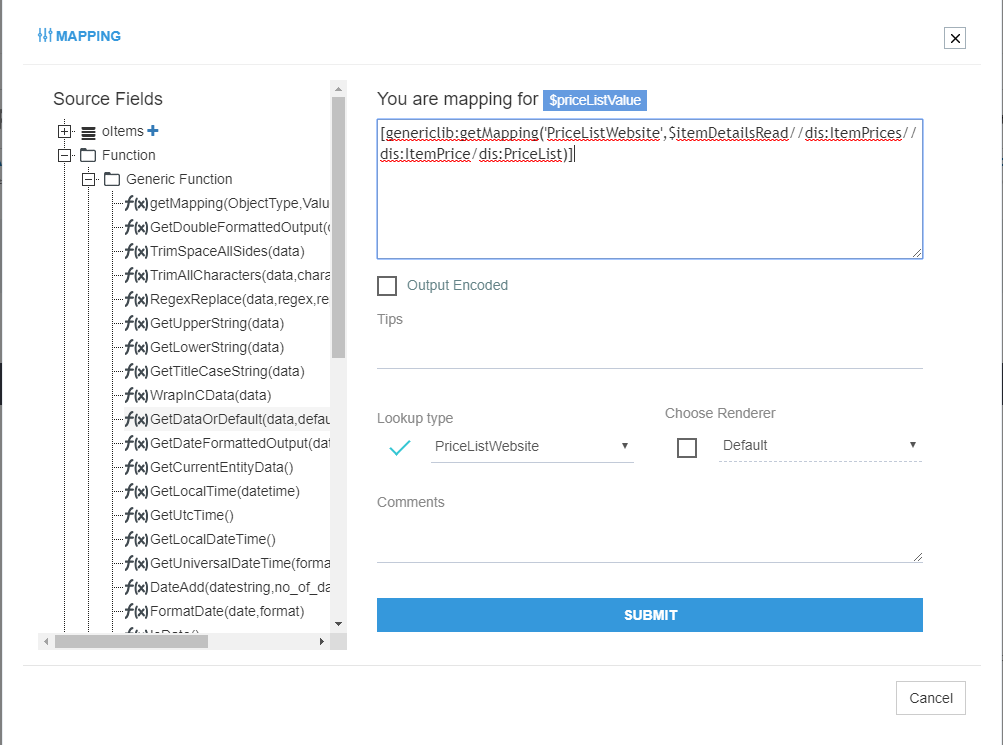 MAPPING
Source Fields
oItems
Function
Generic Function
f(x)getMapping(ObjectType,Valu
f(x)GetDoubleFormattedOutput(
f(x)TrimSpaceAllSides(data)
f(x)TrimAllCharacters(data,chara
f(x)RegexReplace(data,regex,re
f(x)GetUpperString(data)
f(x)GetLowerString(data)
f(x)GetTitleCaseString(data)
f(x)WrapInCData(data)
f(x)GetDataOrDefault(data,defau
f(x)GetDateFormattedOutput(dat
f(x)GetCurrentEntityData()
f(x)GetLocalTime(datetime)
f(x)GetUtcTime()
f(x)GetLocalDateTime()
f(x)GetUniversalDateTime(forma
f(x)DateAdd(datestring,no_of_da
f(x)FormatDate(date,format)
You are mapping for $priceListValue
[genericlib:getMapping('PriceListWebsite',$itemDetailsRead//dis:ItemPrices//
dis:ItemPrice/dis:PriceList)]
Output Encoded
Tips
Lookup type
Choose Renderer
PriceListWebsite
Default
Comments
SUBMIT
Cancel